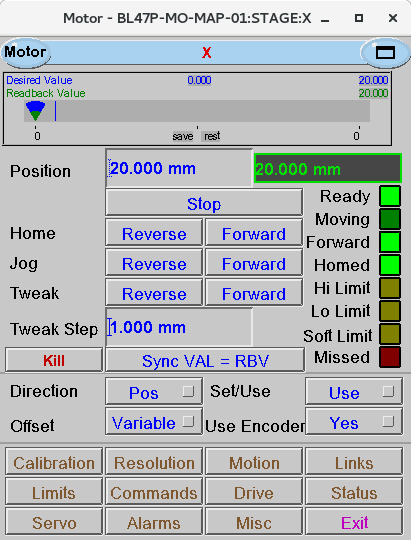 Motor - BL47P-MO-MAP-01:STAGE:X
Motor X
Desired Value 0.000 20.000
Readback Value 20.000
0 save rest 0
Position 20.000 mm 20.000 mm
Stop Ready
Moving
Home Reverse Forward Forward
Jog Reverse Forward Homed
Tweak Reverse Forward Hi Limit
Lo Limit
Tweak Step 1.000 mm Soft Limit
Kill Sync VAL = RBV Missed
Direction Pos Set/Use Use
Offset Variable Use Encoder Yes
Calibration Resolution Motion Links
Limits Commands Drive Status
Servo Alarms Misc Exit